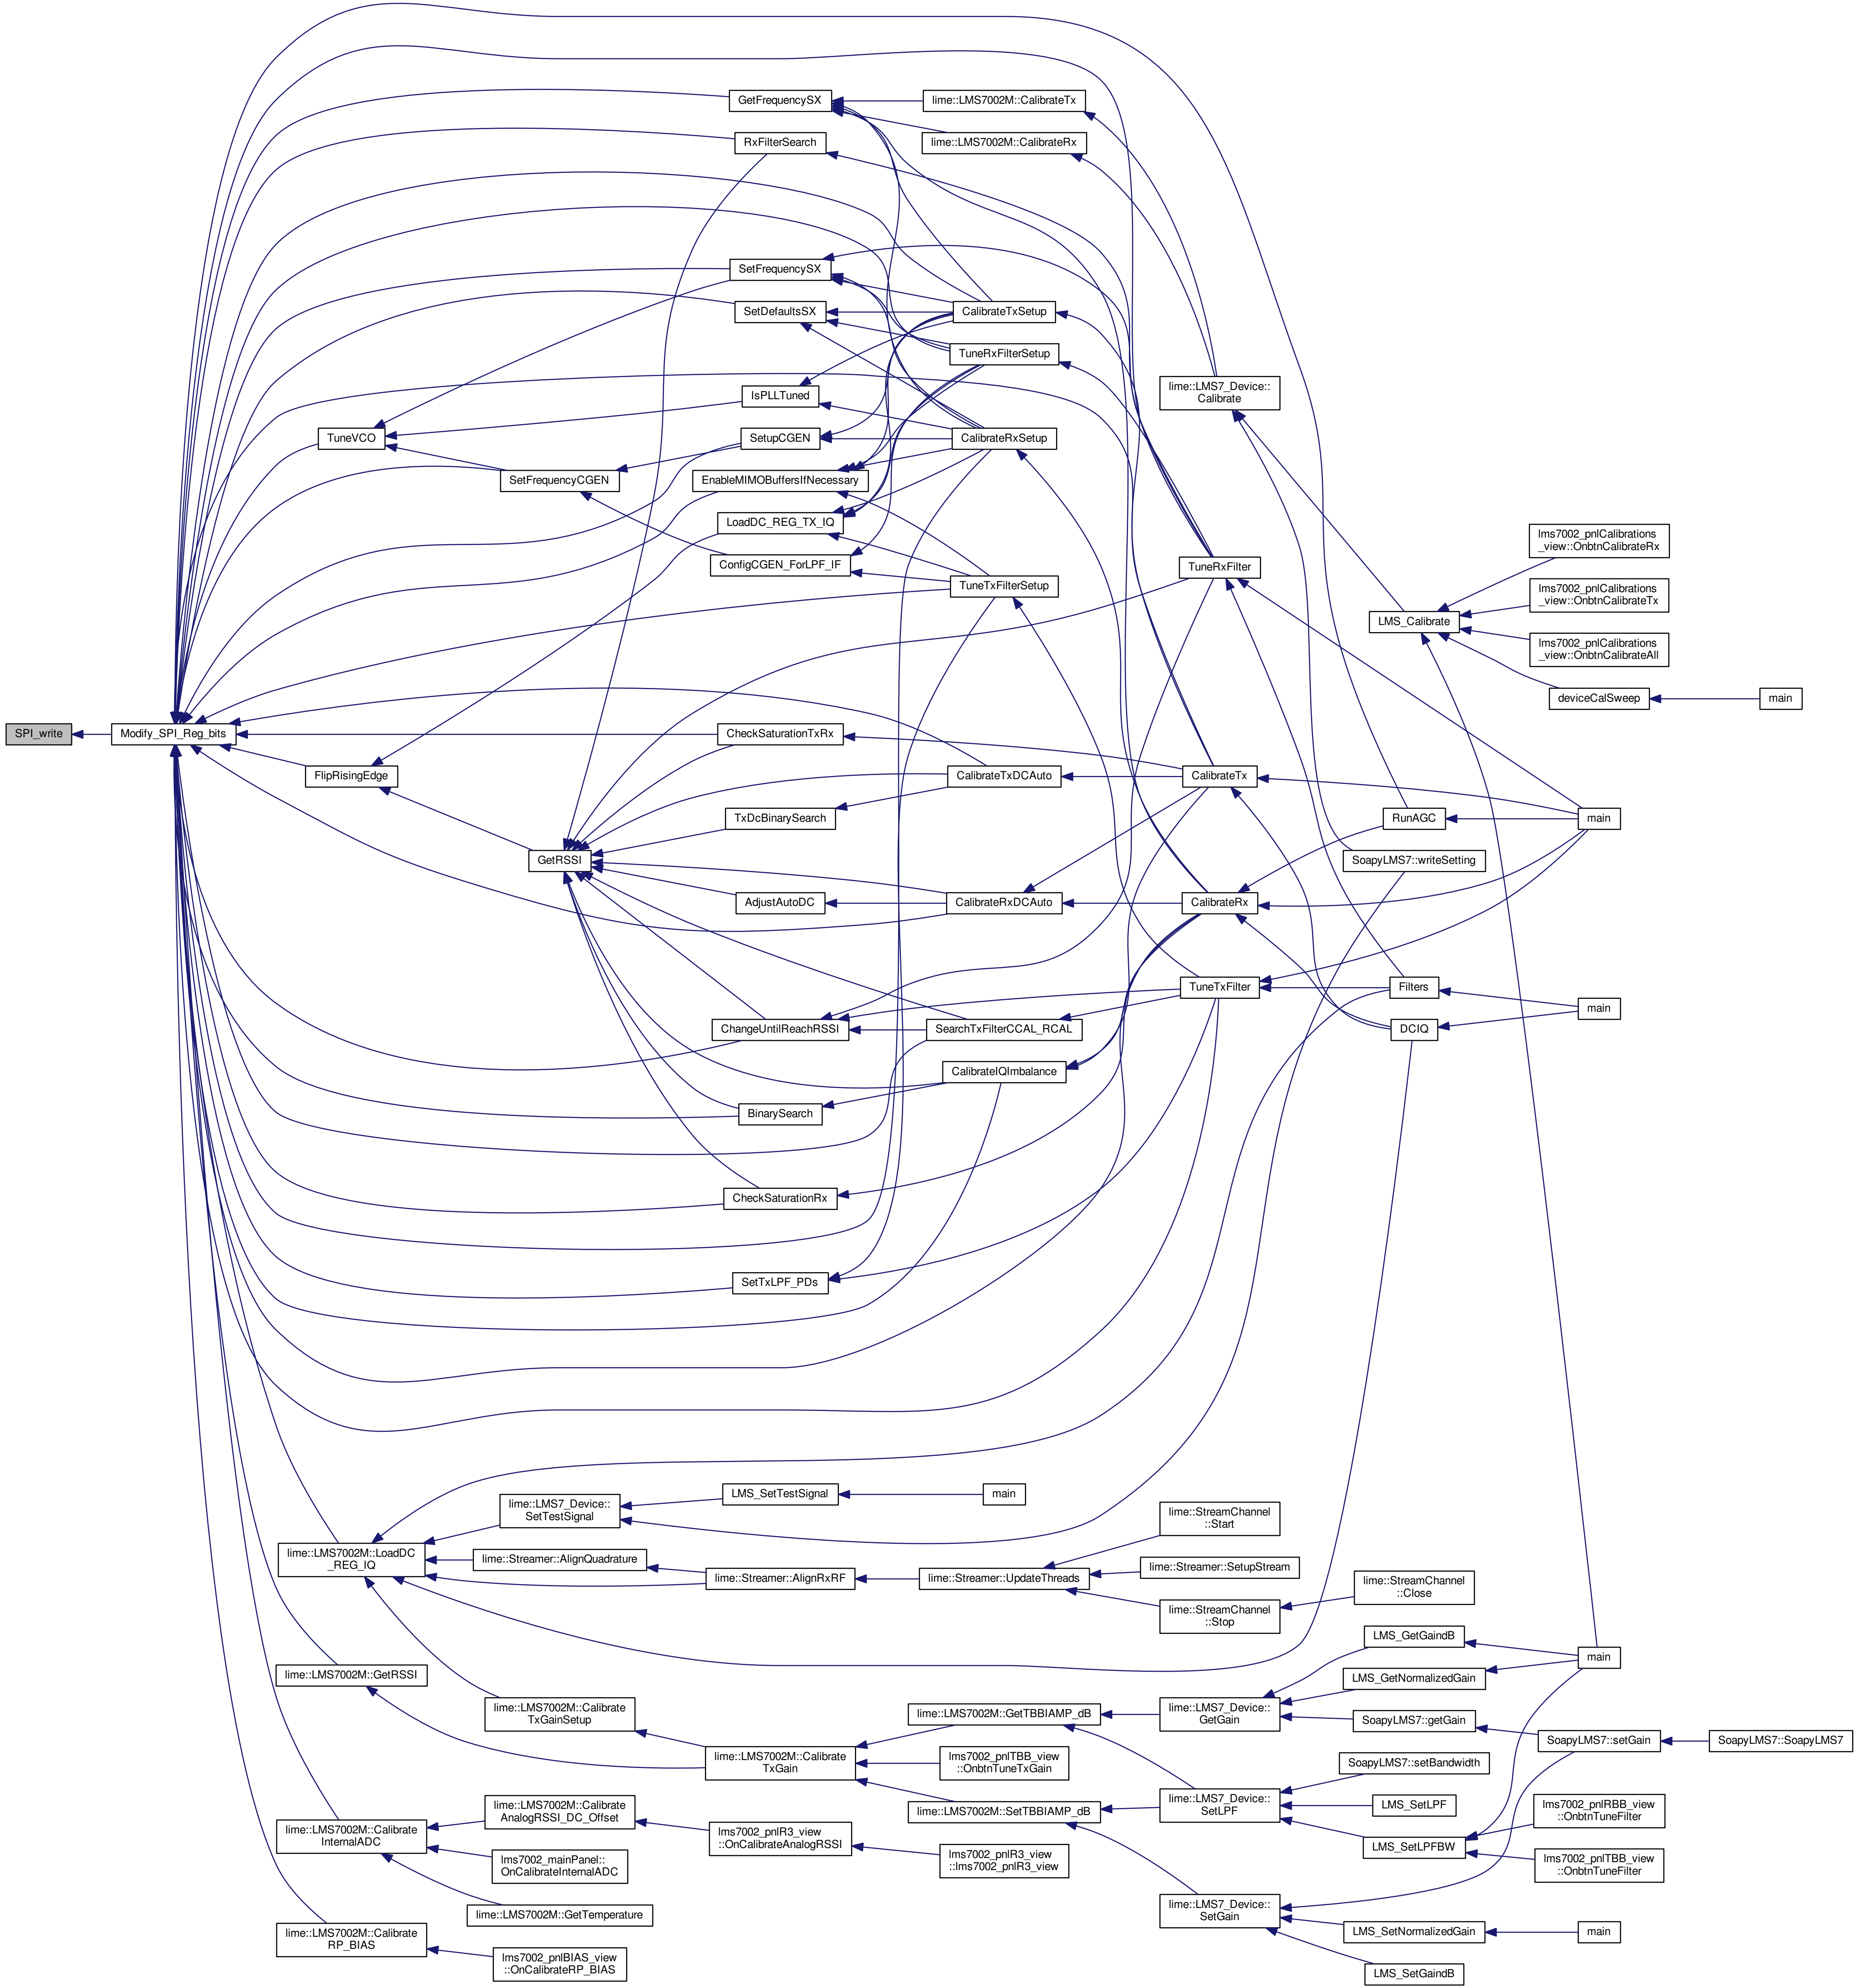 SPI_write
Modify_SPI_Reg_bits
TuneVCO
FlipRisingEdge
lime::LMS7002M::LoadDC
_REG_IQ
lime::LMS7002M::GetRSSI
lime::LMS7002M::Calibrate
InternalADC
lime::LMS7002M::Calibrate
RP_BIAS
SetFrequencyCGEN
GetRSSI
lime::LMS7_Device::
SetTestSignal
lime::Streamer::AlignQuadrature
lime::LMS7002M::Calibrate
TxGainSetup
lime::LMS7002M::Calibrate
AnalogRSSI_DC_Offset
lms7002_mainPanel::
OnCalibrateInternalADC
lime::LMS7002M::GetTemperature
lms7002_pnlBIAS_view
::OnCalibrateRP_BIAS
GetFrequencySX
RxFilterSearch
SetFrequencySX
SetDefaultsSX
IsPLLTuned
SetupCGEN
EnableMIMOBuffersIfNecessary
LoadDC_REG_TX_IQ
ConfigCGEN_ForLPF_IF
CheckSaturationTxRx
TxDcBinarySearch
AdjustAutoDC
ChangeUntilReachRSSI
BinarySearch
CheckSaturationRx
SetTxLPF_PDs
LMS_SetTestSignal
lime::Streamer::AlignRxRF
lime::LMS7002M::Calibrate
TxGain
lms7002_pnlR3_view
::OnCalibrateAnalogRSSI
lime::LMS7002M::CalibrateTx
lime::LMS7002M::CalibrateRx
CalibrateTxSetup
TuneRxFilterSetup
CalibrateRxSetup
TuneTxFilterSetup
CalibrateTxDCAuto
CalibrateRxDCAuto
SearchTxFilterCCAL_RCAL
CalibrateIQImbalance
main
lime::Streamer::UpdateThreads
lime::LMS7002M::GetTBBIAMP_dB
lms7002_pnlTBB_view
::OnbtnTuneTxGain
lime::LMS7002M::SetTBBIAMP_dB
lms7002_pnlR3_view
::lms7002_pnlR3_view
lime::LMS7_Device::
Calibrate
TuneRxFilter
CalibrateTx
CalibrateRx
TuneTxFilter
lime::StreamChannel
::Start
lime::Streamer::SetupStream
lime::StreamChannel
::Stop
lime::LMS7_Device::
GetGain
lime::LMS7_Device::
SetLPF
lime::LMS7_Device::
SetGain
LMS_Calibrate
RunAGC
SoapyLMS7::writeSetting
Filters
DCIQ
lime::StreamChannel
::Close
LMS_GetGaindB
LMS_GetNormalizedGain
SoapyLMS7::getGain
SoapyLMS7::setBandwidth
LMS_SetLPF
LMS_SetLPFBW
LMS_SetNormalizedGain
LMS_SetGaindB
lms7002_pnlCalibrations
_view::OnbtnCalibrateRx
lms7002_pnlCalibrations
_view::OnbtnCalibrateTx
lms7002_pnlCalibrations
_view::OnbtnCalibrateAll
deviceCalSweep
main
main
main
SoapyLMS7::setGain
lms7002_pnlRBB_view
::OnbtnTuneFilter
lms7002_pnlTBB_view
::OnbtnTuneFilter
main
main
SoapyLMS7::SoapyLMS7